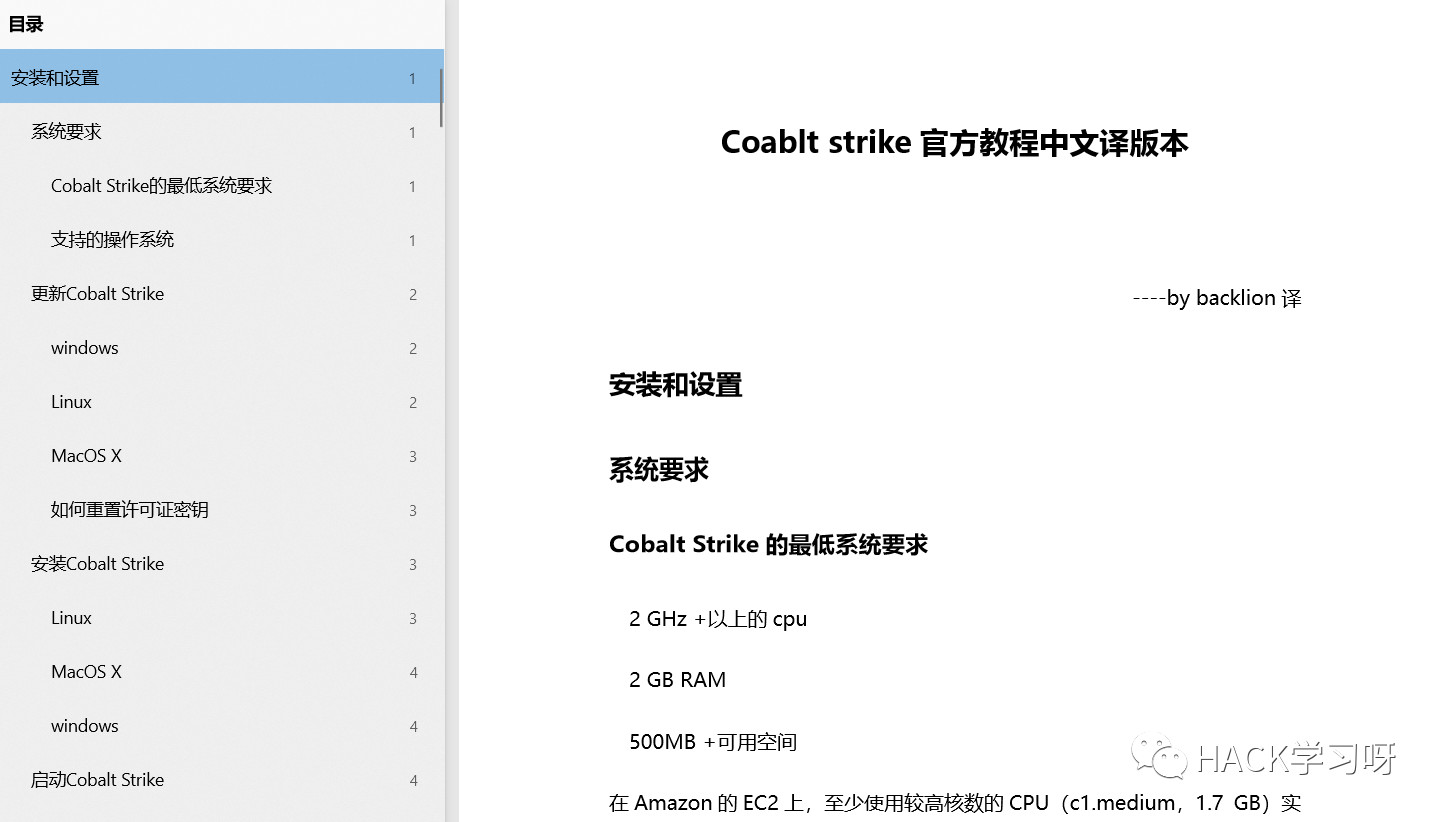 目录
安装和设置 1
系统要求 1
Cobalt Strike的最低系统要求 1
支持的操作系统 1
更新Cobalt Strike 2
windows 2
Linux 2
MacOS X 3
如何重置许可证密钥 3
安装Cobalt Strike 3
Linux 3
MacOS X 4
windows 4
启动Cobalt Strike 4
Coablt strike 官方教程中文译版本
----by backlion 译
安装和设置
系统要求
Cobalt Strike 的最低系统要求
2 GHz +以上的 cpu
2 GB RAM
500MB +可用空间
在 Amazon 的 EC2 上，至少使用较高核数的 CPU（c1.medium，1.7 GB）实
HACK学习呀